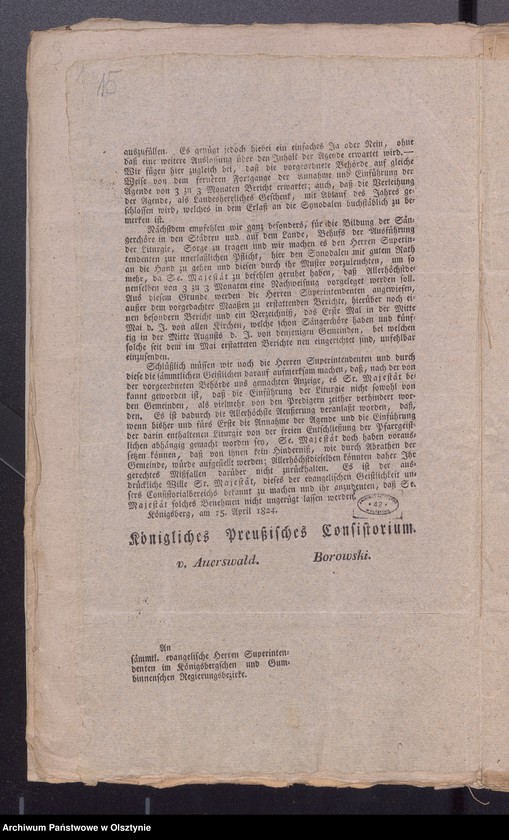 15
auszufüllen. Es genügt jedoch hiebei ein einfaches Ja oder Nein, ohne
daß eine weitere Auslassung über den Inhalt der Agende erwartet wird. —
Wir fügen hier zugleich bei, daß die vorgeordnete Behörde auf gleiche
Weise von dem ferneren Fortgange der Annahme und Einführung der
Agende von 3 zu 3 Monaten Bericht erwartet; auch, daß die Verleihung
der Agende, als Landesherrliches Geschenk, mit Ablauf des Jahres ge-
schlossen wird, welches in dem Erlaß an die Synodalen buchstäblich zu be-
merken ist.
Nächstdem empfehlen wir ganz besonders, für die Bildung der Sän-
gerchöre in den Städten und auf dem Lande, Behufs der Ausführung
der Liturgie, Sorge zu tragen und wir machen es den Herren Superin-
tendenten zur unerlaßlichen Pflicht, hier den Synodalen mit gutem Rath
an die Hand zu gehen und diesen durch ihr Muster vorzuleuchten, um so
mehr, da Se. Majestät zu befehlen geruhet haben, daß Allerhöchstde-
nenselben von 3 zu 3 Monaten eine Nachweisung vorgelegt werden soll.
Aus diesem Grunde werden die Herren Superintendenten angewiesen,
außer dem vorgedachter Maaßen zu erstattenden Berichte, hierüber noch ei-
nen besondern Bericht und ein Verzeichniß, das Erste Mal in der Mitte
Mai d. J. von allen Kirchen, welche schon Sängerchöre haben und künf-
tig in der Mitte Augusts d. J. von denjenigen Gemeinden, bei welchen
solche seit dem im Mai erstatteten Berichte neu eingerichtet sind, unfehlbar
einzusenden.
Schlüßlich müssen wir noch die Herren Superintendenten und durch
diese die sämmtlichen Geistlichen darauf aufmerksam machen, daß, nach der von
der vorgeordneten Behörde uns gemachten Anzeige, es Sr. Majestät be-
kannt geworden ist, daß die Einführung der Liturgie nicht sowohl von
den Gemeinden, als vielmehr von den Predigern zeither verhindert wor-
den. Es ist dadurch die Allerhöchste Aeußerung veranlaßt worden, daß,
wenn bisher und fürs Erste die Annahme der Agende und die Einführung
der darin enthaltenen Liturgie von der freien Entschließung der Pfarrgeist-
lichen abhängig gemacht worden sey, Se. Majestät doch haben voraus-
setzen können, daß von ihnen kein Hinderniß, wie durch Abrathen der
Gemeinde, würde aufgestellt werden; Allerhöchstdieselben könnten daher Ihr
gerechtes Mißfallen darüber nicht zurückhalten. Es ist der aus-
drückliche Wille Sr. Majestät, dieses der evangelischen Geistlichkeit un-
sers Consistorialbereichs bekannt zu machen und ihr anzudeuten, daß Se.
Majestät solches Benehmen nicht ungerügt lassen werden.
Königsberg, am 15. April 1824.
Königliches Preußisches Consistorium.
v. Auerswald. Borowski.
An
sämmtl. evangelische Herren Superinten-
denten im Königsbergschen und Gum-
binnenschen Regierungsbezirke.
Archiwum Państwowe w Olsztynie